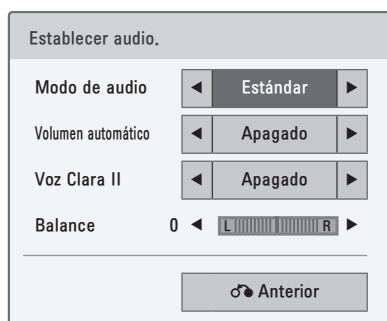 Establecer audio.
Modo de audio ◀ Estándar ▶
Volumen automático ◀ Apagado ▶
Voz Clara II ◀ Apagado ▶
Balance 0 ◀ L R ▶
Anterior